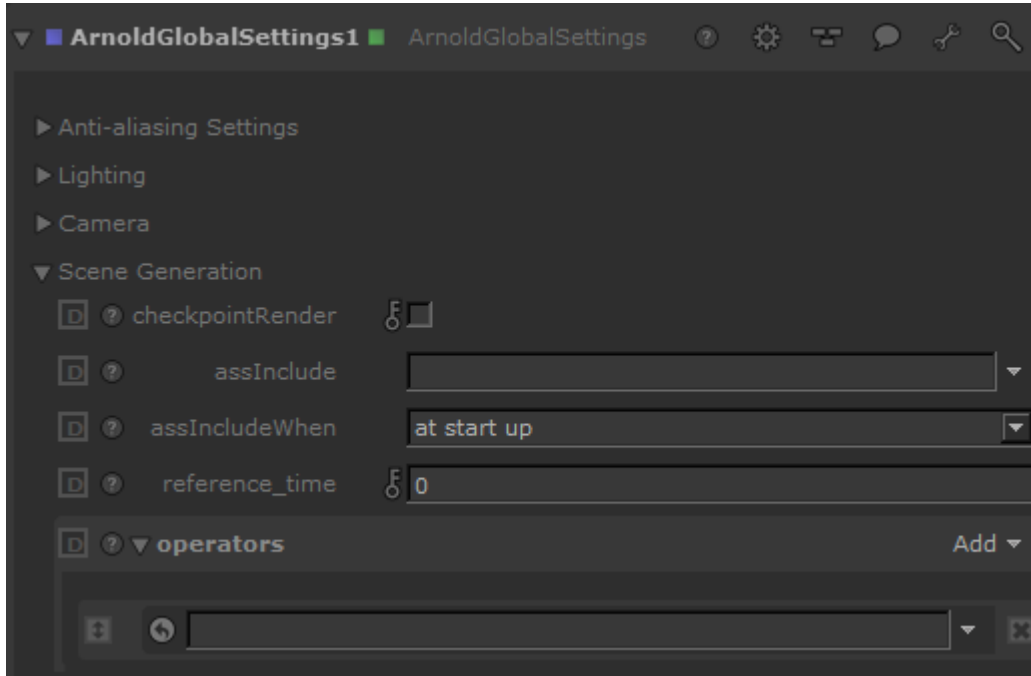 ArnoldGlobalSettings1 ArnoldGlobalSettings ?
Anti-aliasing Settings
Lighting
Camera
Scene Generation
D ? checkpointRender
D ? assInclude
D ? assIncludeWhen at start up
D ? reference_time 0
D ? operators Add